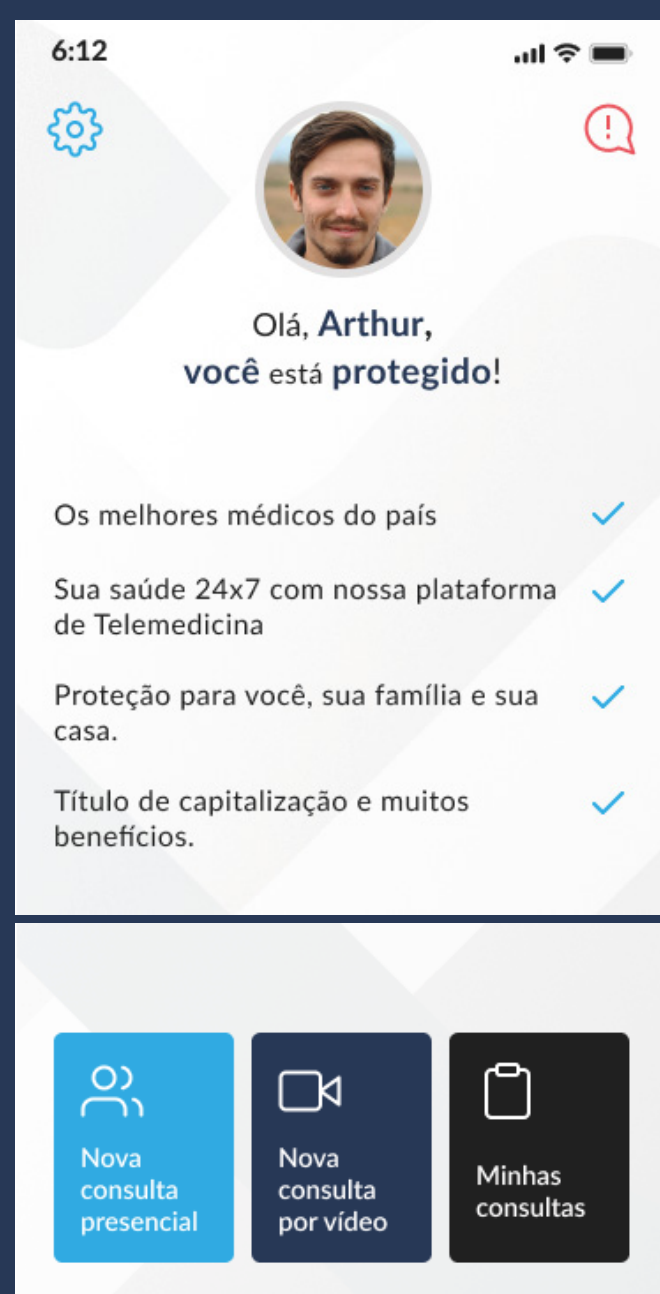 6:12
Olá, Arthur,
você está protegido!
Os melhores médicos do país
Sua saúde 24x7 com nossa plataforma
de Telemedicina
Proteção para você, sua família e sua
casa.
Título de capitalização e muitos
benefícios.
Nova
consulta
presencial
Nova
consulta
por vídeo
Minhas
consultas